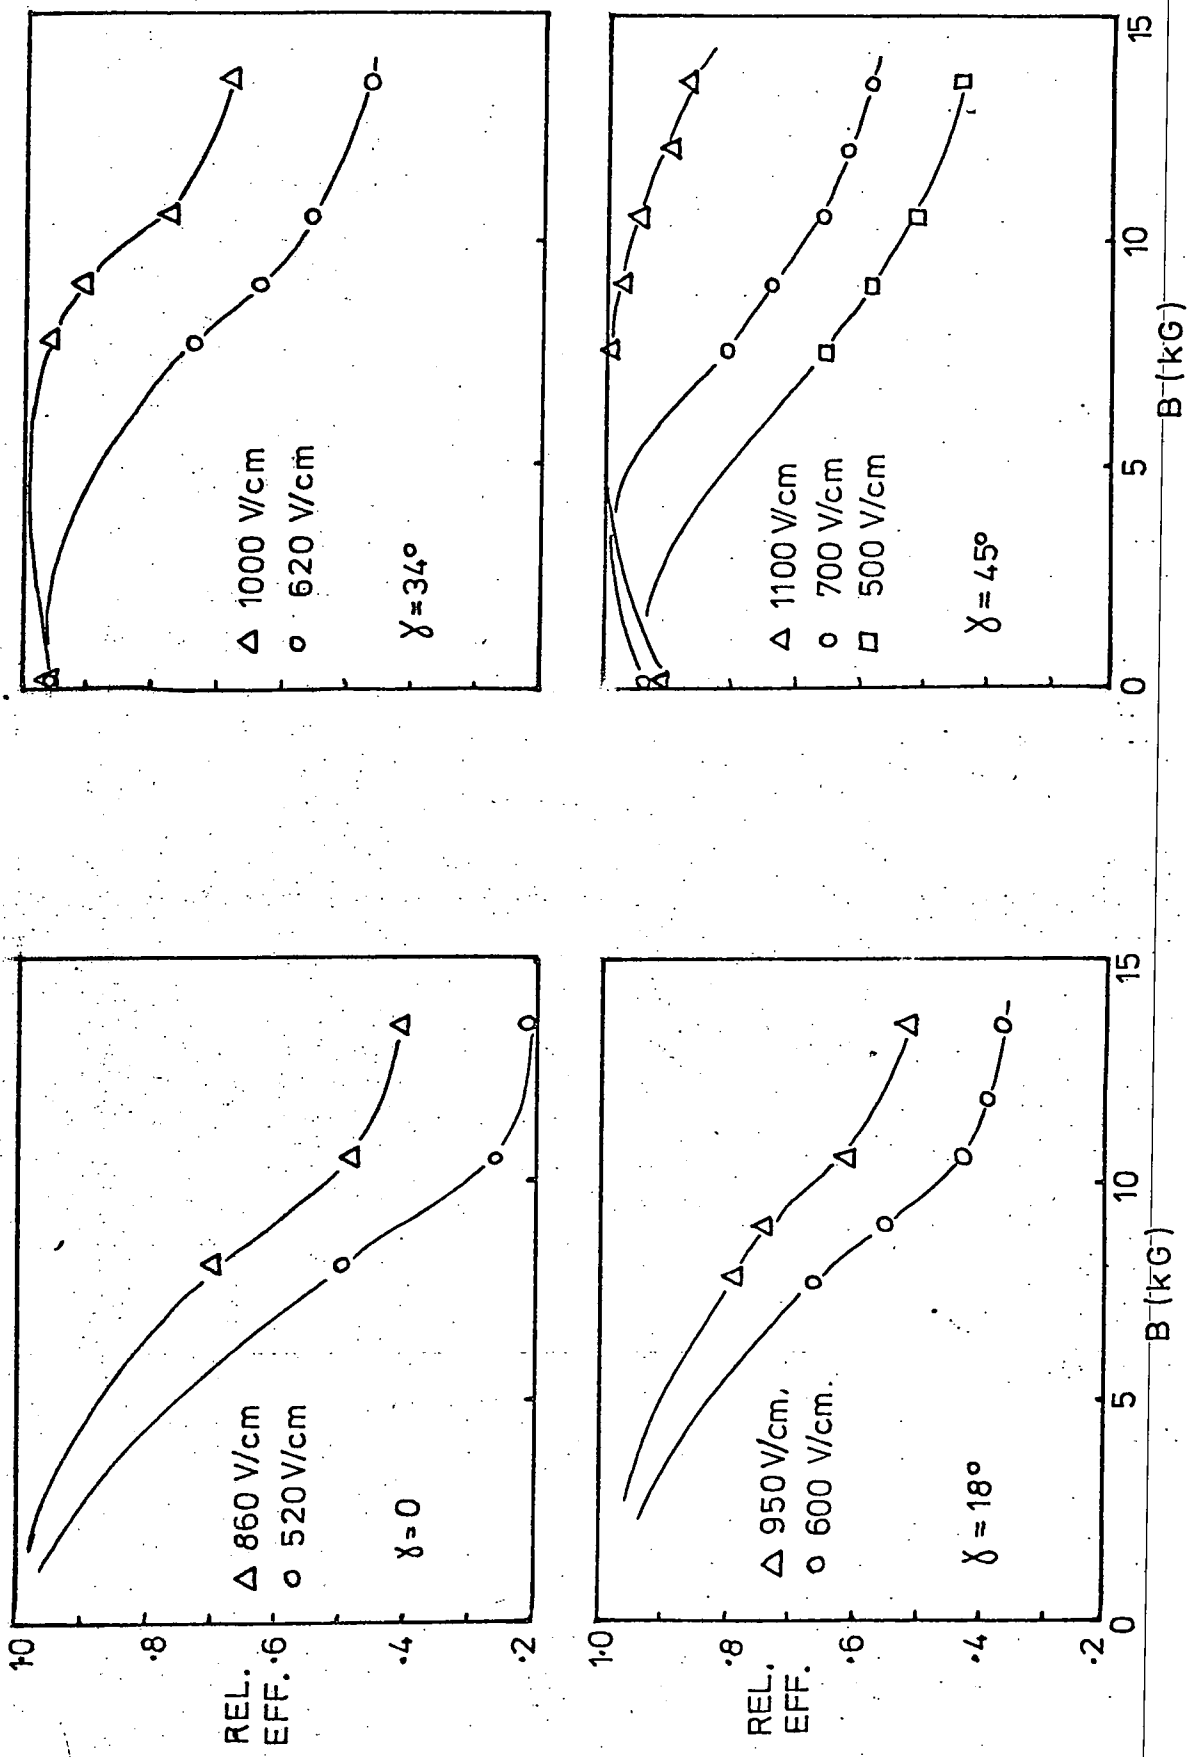 1.0
.8
.6
.4
.2
REL.
EFF.
△ 860 V/cm
○ 520 V/cm
γ = 0
△ 1000 V/cm
○ 620 V/cm
γ = 34°
1.0
.8
.6
.4
.2
REL.
EFF.
△ 950 V/cm.
○ 600 V/cm.
γ = 18°
0
5
10
15
B (kG)
△ 1100 V/cm
○ 700 V/cm
□ 500 V/cm
γ = 45°
0
5
10
15
B (kG)